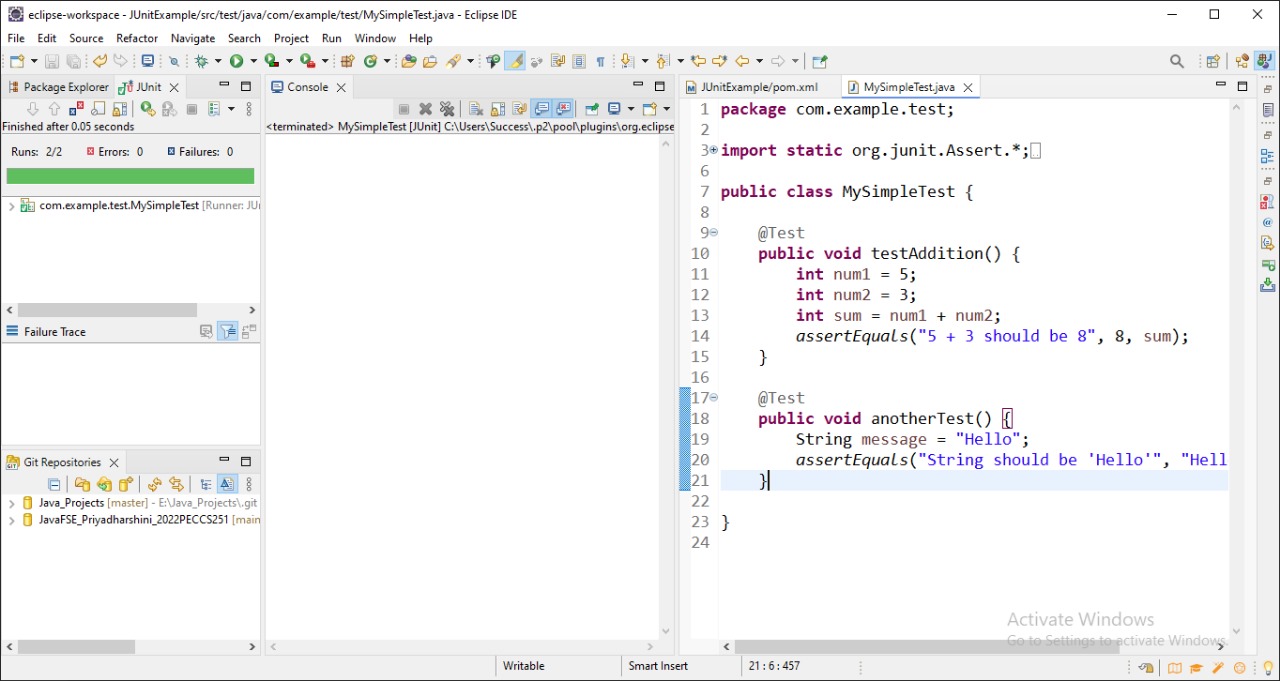 eclipse-workspace - JUnitExample/src/test/java/com/example/test/MySimpleTest.java - Eclipse IDE
File Edit Source Refactor Navigate Search Project Run Window Help
Package Explorer JUnit
Finished after 0.05 seconds
Runs: 2/2 Errors: 0 Failures: 0
com.example.test.MySimpleTest [Runner: JU
Failure Trace
Git Repositories
Java_Projects [master] - E:\Java_Projects\.git
JavaFSE_Priyadharshini_2022PECCS251 [main
Console
<terminated> MySimpleTest [JUnit] C:\Users\Success\.p2\pool\plugins\org.eclipse
JUnitExample/pom.xml MySimpleTest.java
1 package com.example.test;
2
3 import static org.junit.Assert.*;
6
7 public class MySimpleTest {
8
9 @Test
10 public void testAddition() {
11 int num1 = 5;
12 int num2 = 3;
13 int sum = num1 + num2;
14 assertEquals("5 + 3 should be 8", 8, sum);
15 }
16
17 @Test
18 public void anotherTest() {
19 String message = "Hello";
20 assertEquals("String should be 'Hello'", "Hell
21 }
22
23 }
24
Activate Windows
Go to Settings to activate Windows.
Writable Smart Insert 21 : 6 : 457